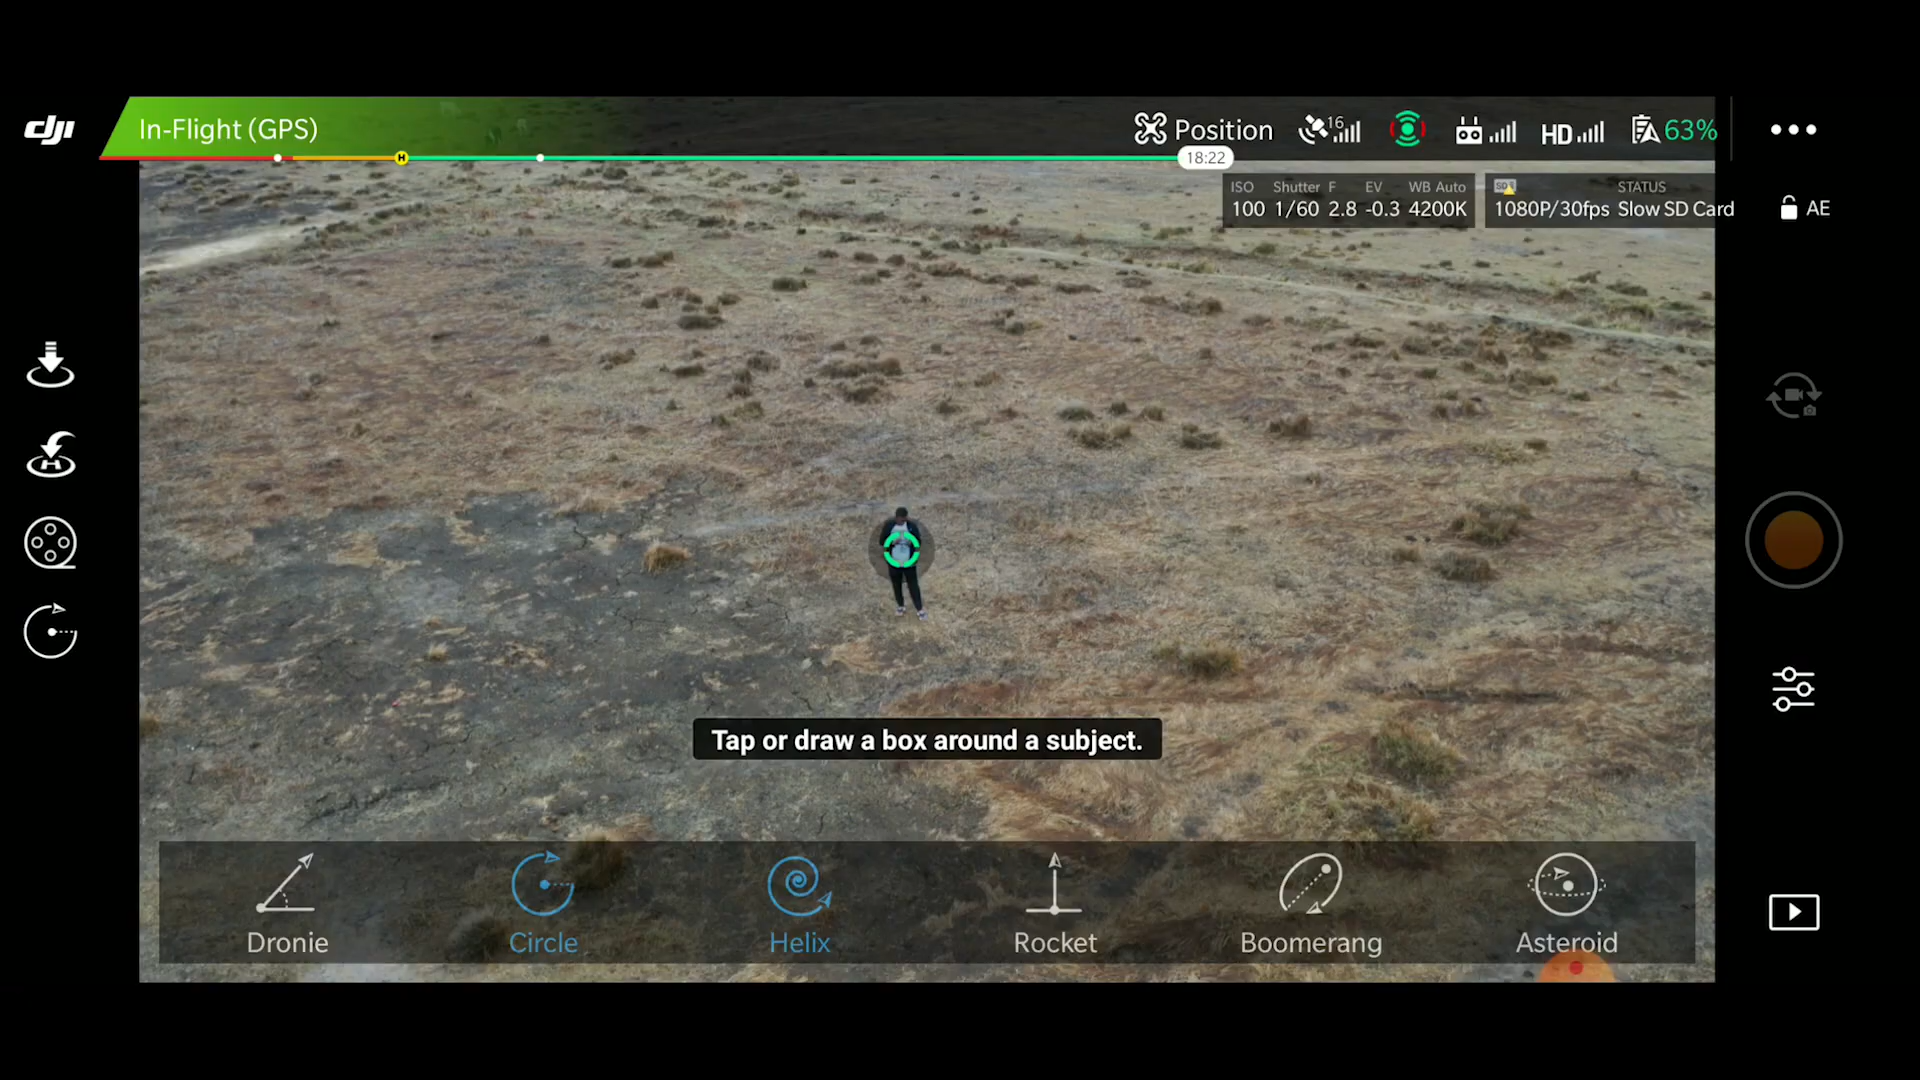 dji
In-Flight (GPS)
Position
16
HD
63%
H
18:22
ISO Shutter F EV WB Auto
100 1/60 2.8 -0.3 4200K
SD STATUS
1080P/30fps Slow SD Card
AE
H
Tap or draw a box around a subject.
Dronie
Circle
Helix
Rocket
Boomerang
Asteroid